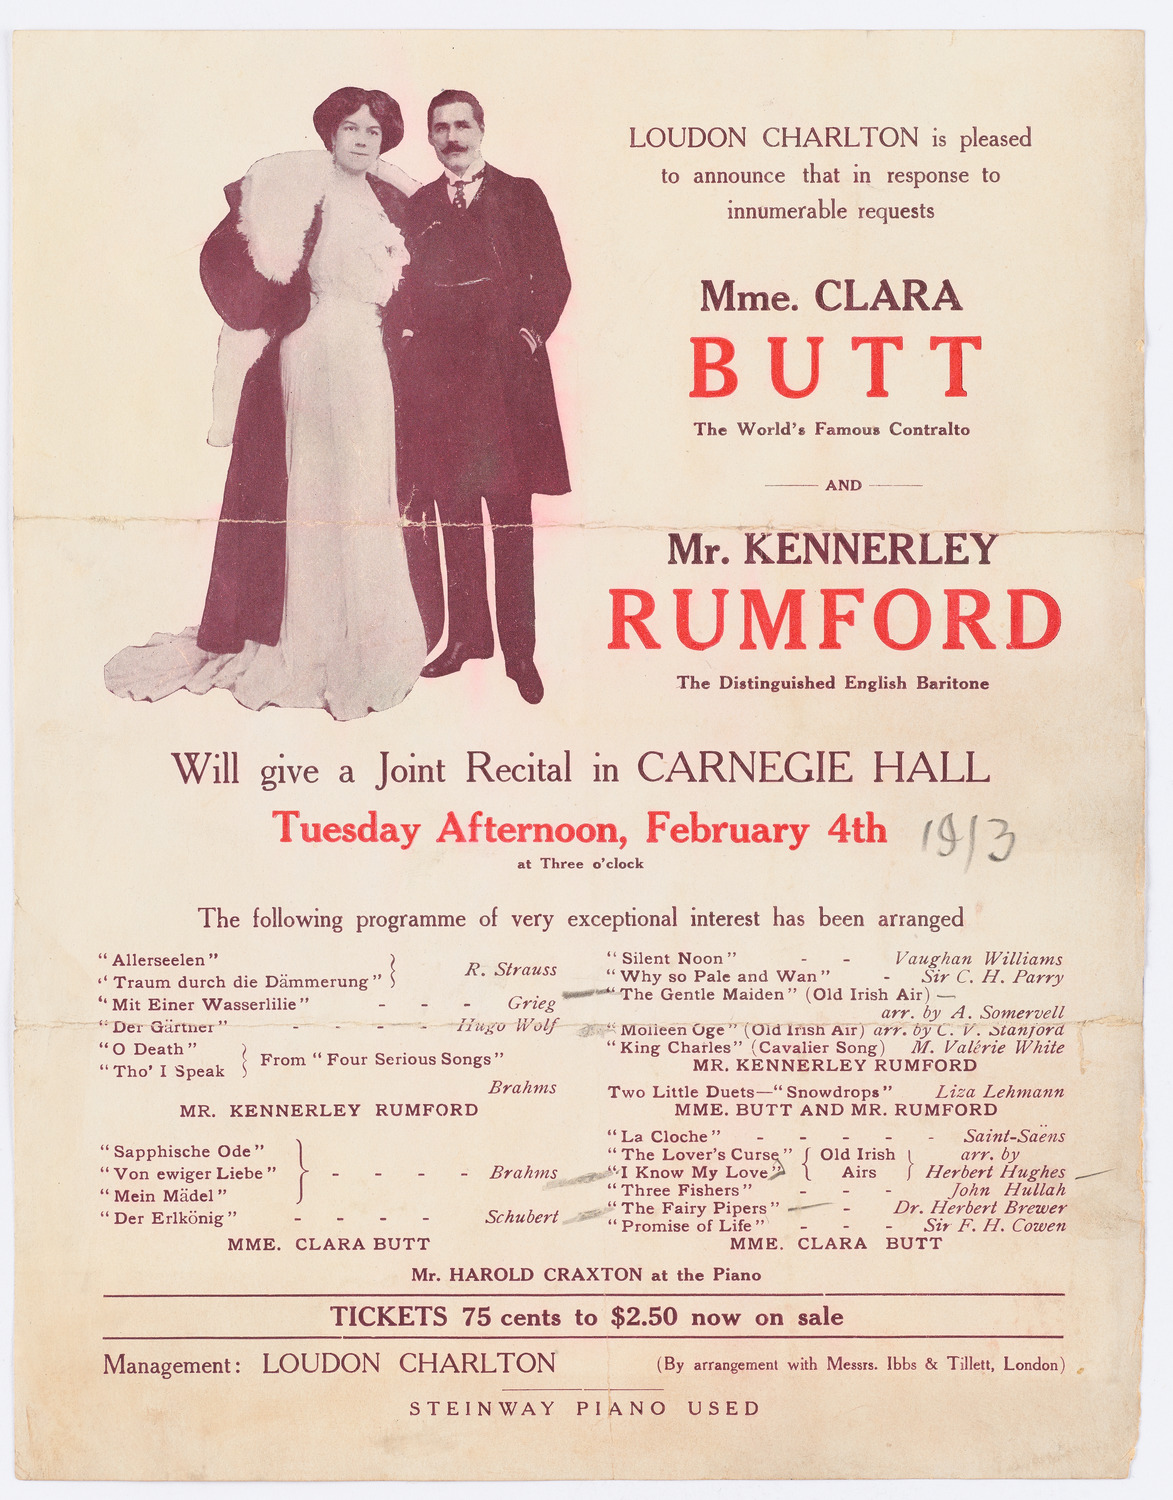 LOUDON CHARLTON is pleased
to announce that in response to
innumerable requests
Mme. CLARA
BUTT
The World's Famous Contralto
AND
Mr. KENNERLEY
RUMFORD
The Distinguished English Baritone
Will give a Joint Recital in CARNEGIE HALL
Tuesday Afternoon, February 4th 1913
at Three o'clock
The following programme of very exceptional interest has been arranged
"Allerseelen"
"Traum durch die Dämmerung" } R. Strauss
"Mit Einer Wasserlilie" - - - Grieg
"Der Gärtner" - - - - Hugo Wolf
"O Death"
"Tho' I Speak } From "Four Serious Songs"
Brahms
MR. KENNERLEY RUMFORD
"Sapphische Ode"
"Von ewiger Liebe" } - - - - Brahms
"Mein Mädel"
"Der Erlkönig" - - - - Schubert
MME. CLARA BUTT
"Silent Noon" - - Vaughan Williams
"Why so Pale and Wan" - Sir C. H. Parry
"The Gentle Maiden" (Old Irish Air) —
arr. by A. Somervell
"Molleen Oge" (Old Irish Air) arr. by C. V. Stanford
"King Charles" (Cavalier Song) M. Valérie White
MR. KENNERLEY RUMFORD
Two Little Duets—"Snowdrops" Liza Lehmann
MME. BUTT AND MR. RUMFORD
"La Cloche" - - - - - Saint-Saëns
"The Lover's Curse" { Old Irish } arr. by
"I Know My Love" { Airs } Herbert Hughes
"Three Fishers" - - - John Hullah
"The Fairy Pipers" - - Dr. Herbert Brewer
"Promise of Life" - - - Sir F. H. Cowen
MME. CLARA BUTT
Mr. HAROLD CRAXTON at the Piano
TICKETS 75 cents to $2.50 now on sale
Management: LOUDON CHARLTON (By arrangement with Messrs. Ibbs & Tillett, London)
STEINWAY PIANO USED